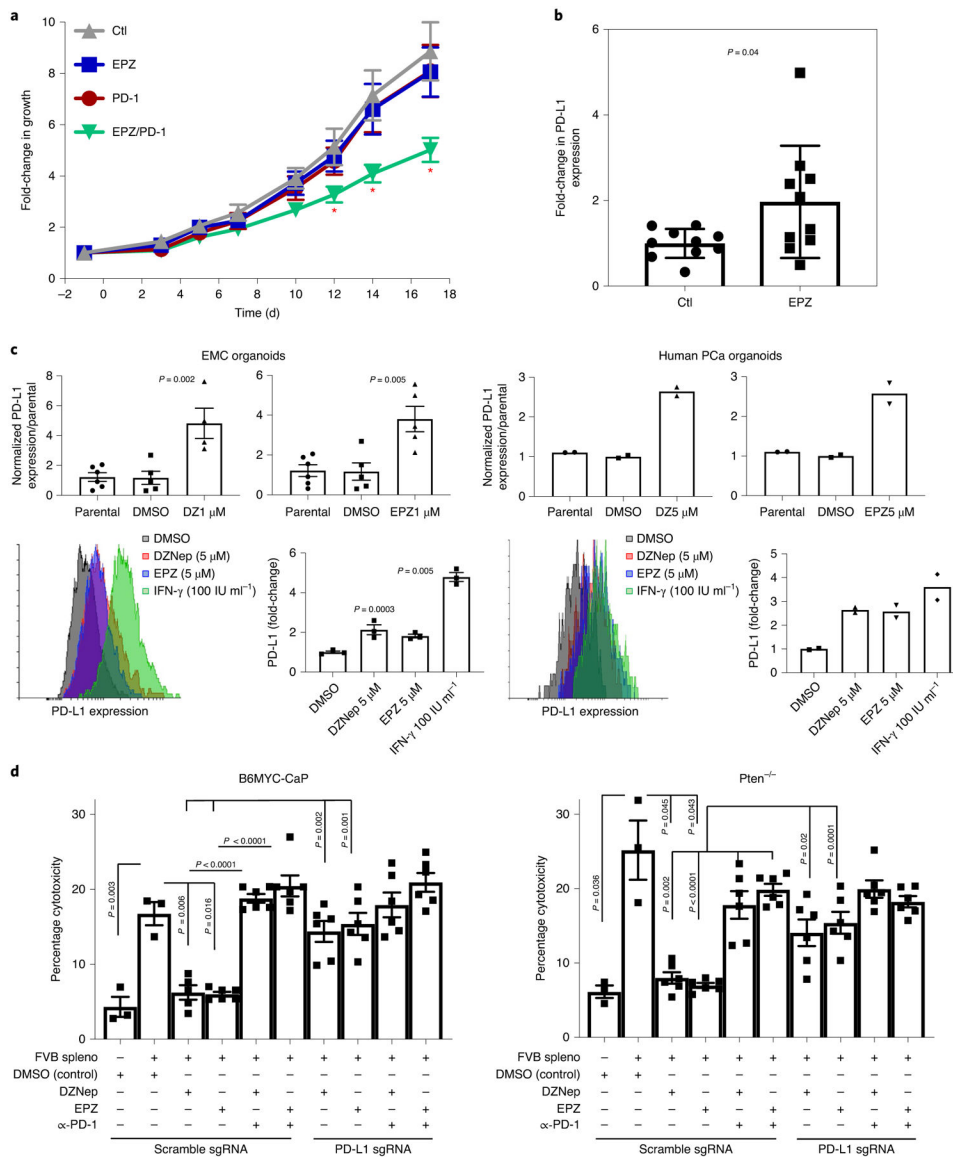 a
Fold-change in growth
10
8
6
4
2
0
Ctl
EPZ
PD-1
EPZ/PD-1
*
*
*
–2 0 2 4 6 8 10 12 14 16 18
Time (d)
b
Fold-change in PD-L1
expression
6
4
2
0
P = 0.04
Ctl EPZ
c
EMC organoids
Normalized PD-L1
expression/parental
8
6
4
2
0
P = 0.002
Parental DMSO DZ1 μM
6
4
2
0
P = 0.005
Parental DMSO EPZ1 μM
Human PCa organoids
Normalized PD-L1
expression/parental
3
2
1
0
Parental DMSO DZ5 μM
3
2
1
0
Parental DMSO EPZ5 μM
DMSO
DZNep (5 μM)
EPZ (5 μM)
IFN-γ (100 IU ml–1)
PD-L1 expression
PD-L1 (fold-change)
6
4
2
0
P = 0.0003
P = 0.005
DMSO
DZNep 5 μM
EPZ 5 μM
IFN-γ 100 IU ml–1
DMSO
DZNep (5 μM)
EPZ (5 μM)
IFN-γ (100 IU ml–1)
PD-L1 expression
PD-L1 (fold-change)
5
4
3
2
1
0
DMSO
DZNep 5 μM
EPZ 5 μM
IFN-γ 100 IU ml–1
d
B6MYC-CaP
Percentage cytotoxicity
30
20
10
0
P = 0.003
P = 0.006
P = 0.016
P < 0.0001
P < 0.0001
P = 0.002
P = 0.001
FVB spleno – + + + + + + + + +
DMSO (control) + + – – – – – – – –
DZNep – – + – + – + – + –
EPZ – – – + – + – + – +
∝-PD-1 – – – – + + – – + +
Scramble sgRNA PD-L1 sgRNA
Pten–/–
Percentage cytotoxicity
30
20
10
0
P = 0.036
P = 0.045
P = 0.043
P = 0.002
P < 0.0001
P = 0.02
P = 0.0001
FVB spleno – + + + + + + + + +
DMSO (control) + + – – – – – – – –
DZNep – – + – + – + – + –
EPZ – – – + – + – + – +
∝-PD-1 – – – – + + – – + +
Scramble sgRNA PD-L1 sgRNA